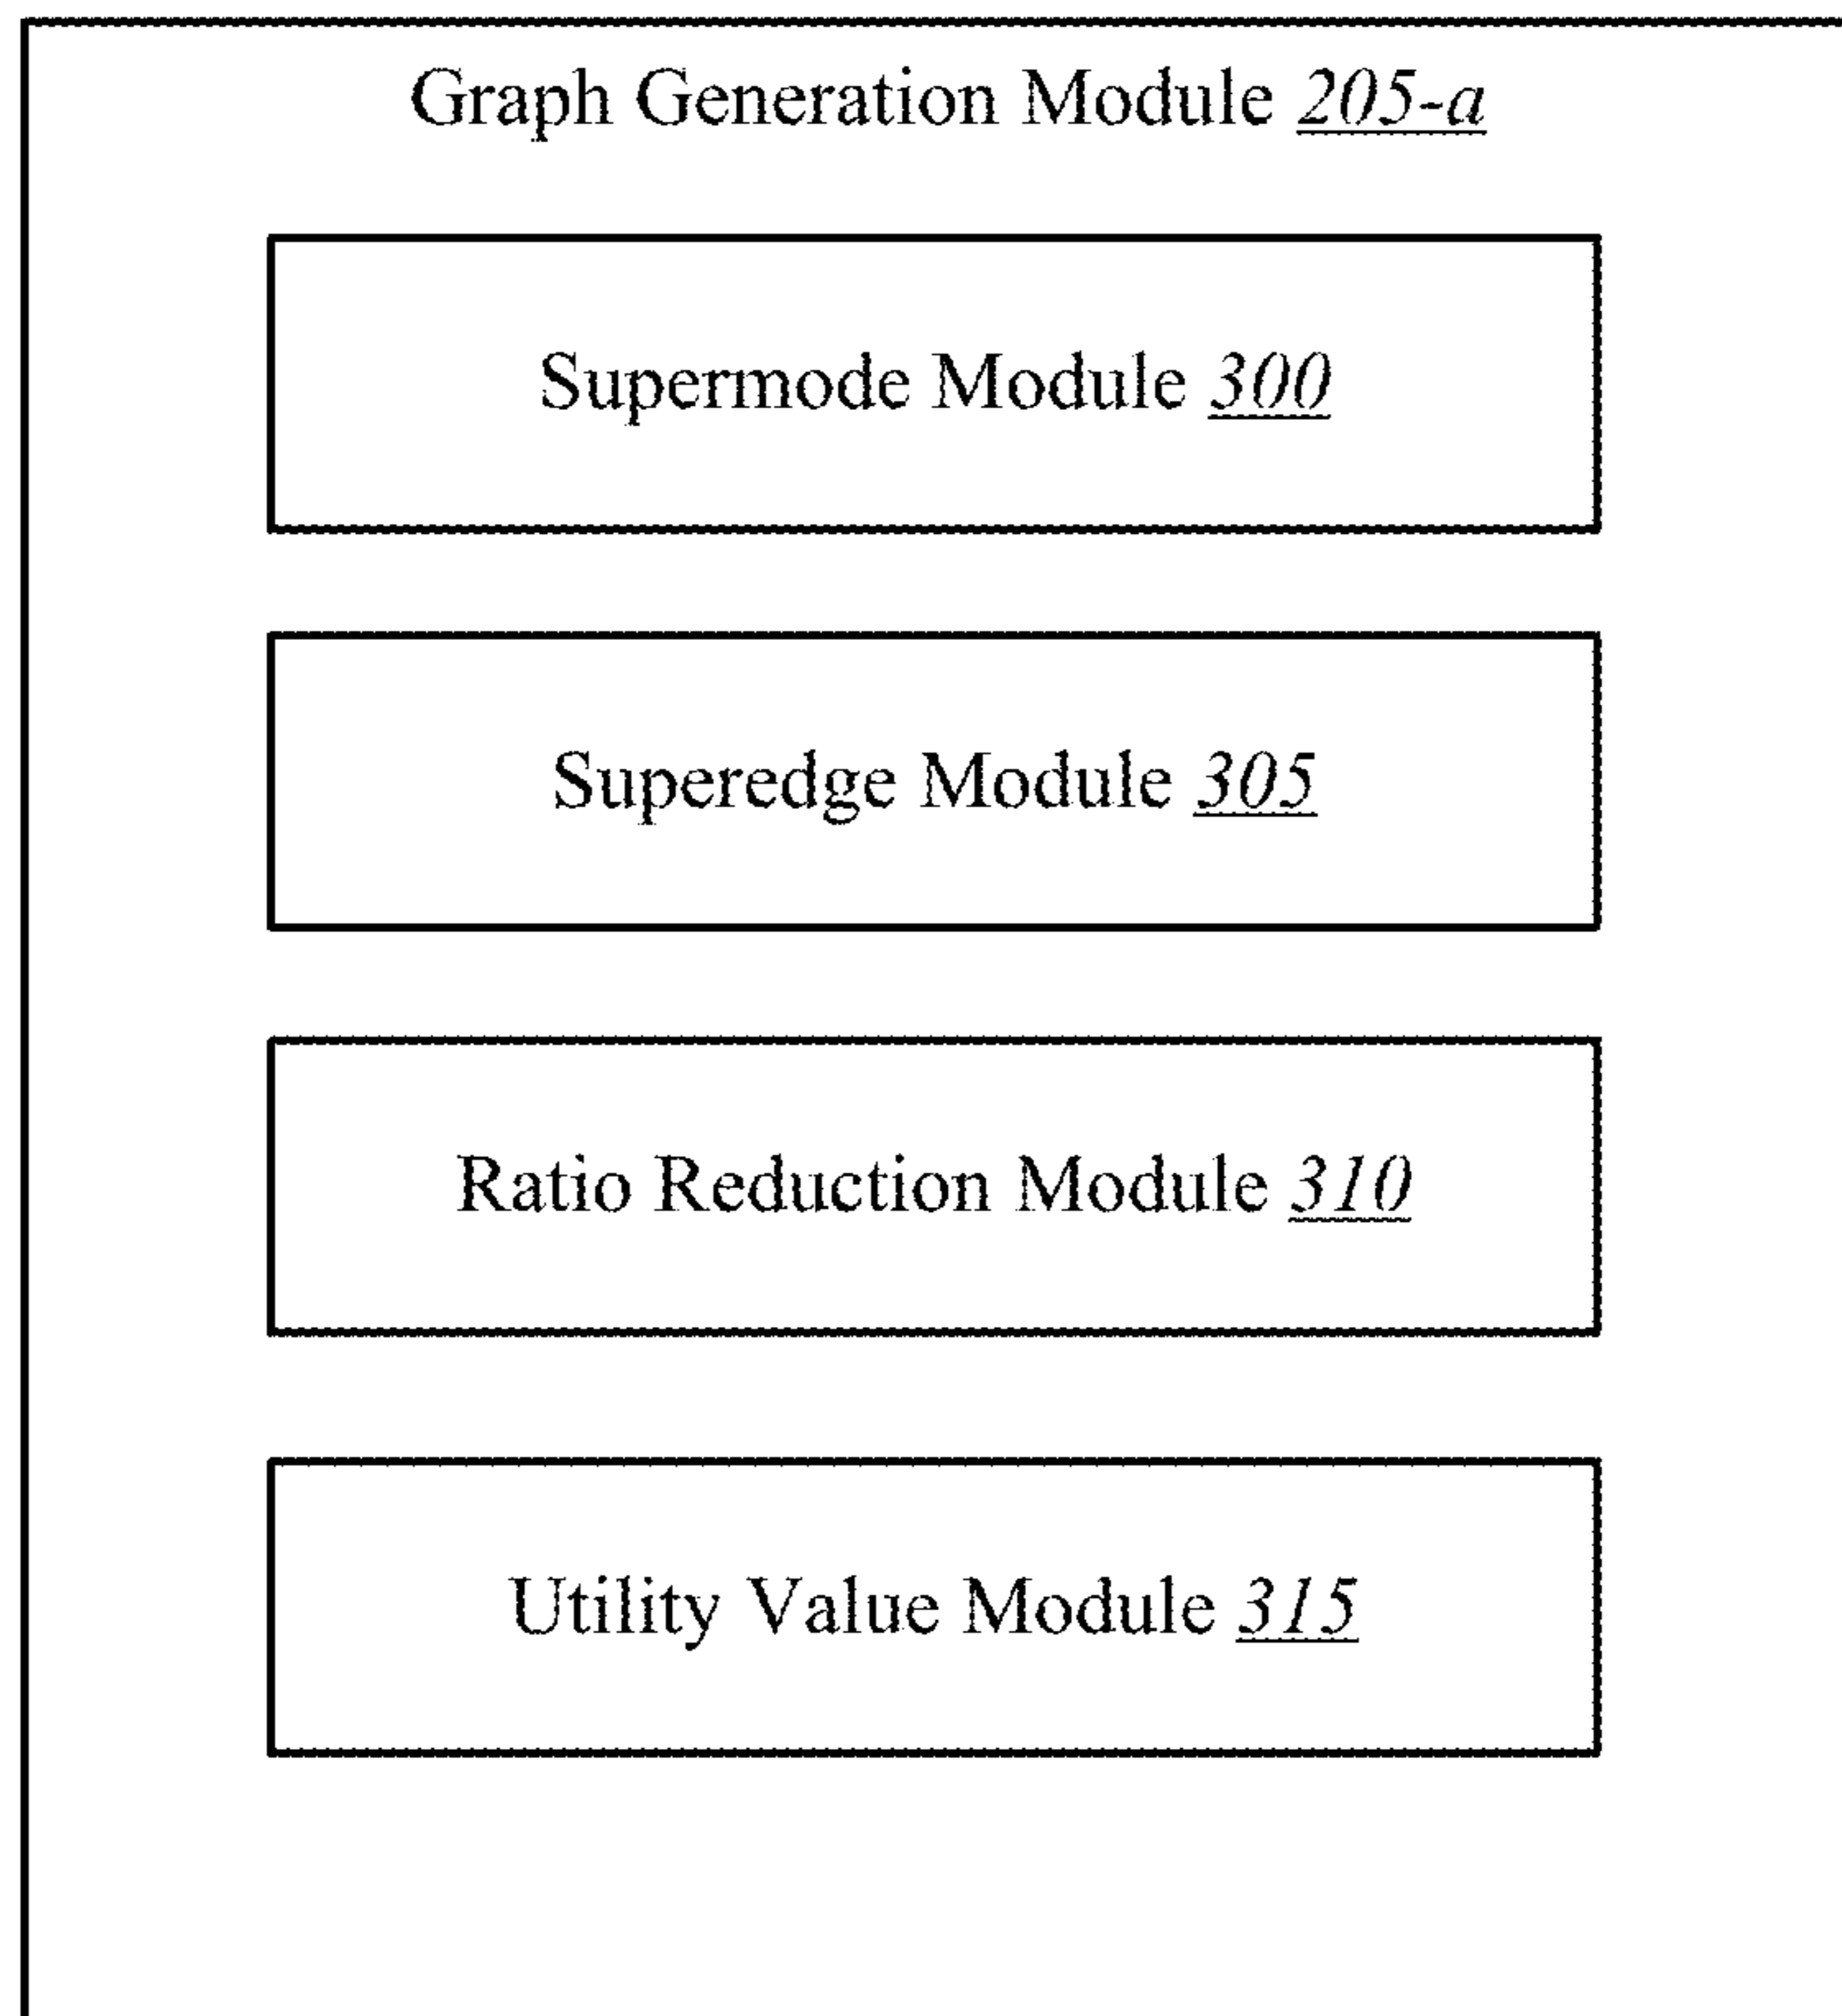 Graph Generation Module 205-a
Supermode Module 300
Superedge Module 305
Ratio Reduction Module 310
Utility Value Module 315